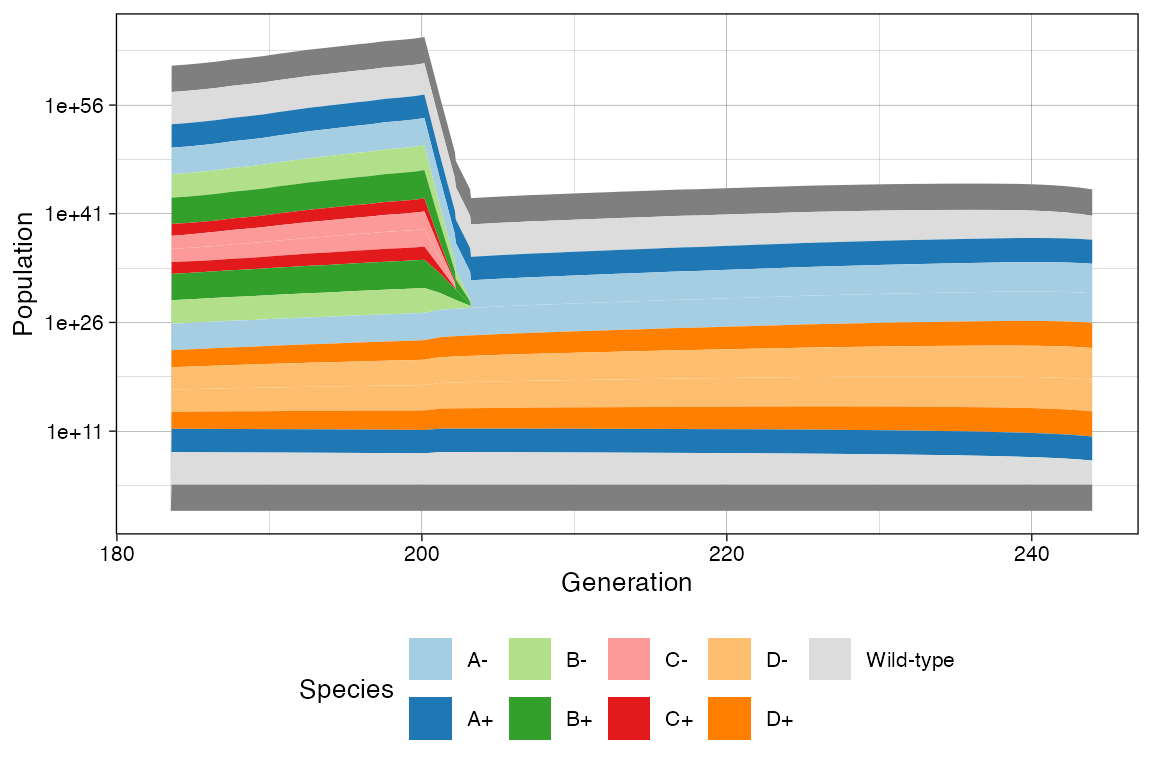 Population
1e+56
1e+41
1e+26
1e+11
180 200 220 240
Generation
Species
A- B- C- D- Wild-type
A+ B+ C+ D+